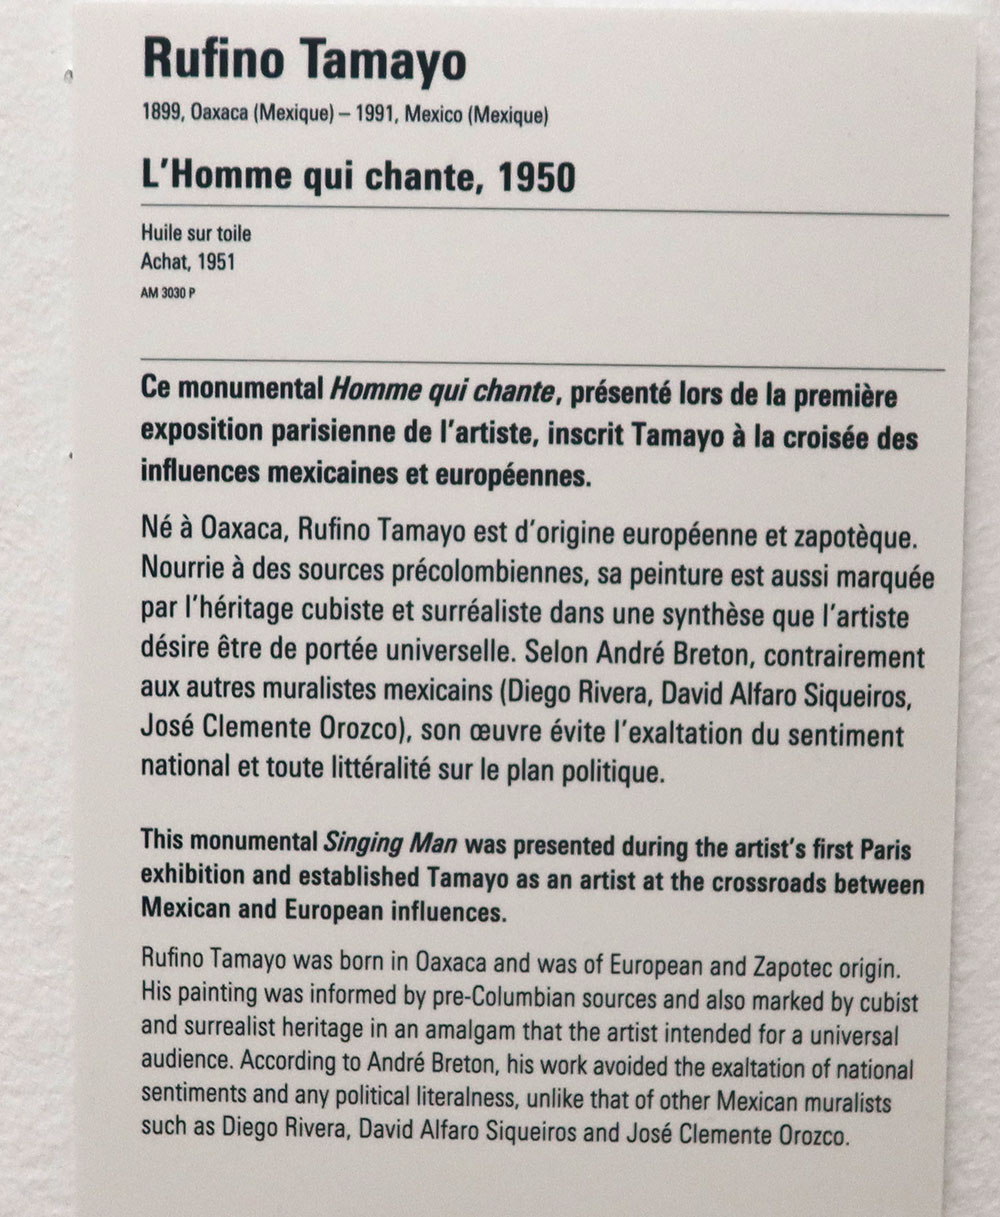 Rufino Tamayo
1899, Oaxaca (Mexique) – 1991, Mexico (Mexique)
L'Homme qui chante, 1950
Huile sur toile
Achat, 1951
AM 3030 P
Ce monumental Homme qui chante, présenté lors de la première
exposition parisienne de l'artiste, inscrit Tamayo à la croisée des
influences mexicaines et européennes.
Né à Oaxaca, Rufino Tamayo est d'origine européenne et zapotèque.
Nourrie à des sources précolombiennes, sa peinture est aussi marquée
par l'héritage cubiste et surréaliste dans une synthèse que l'artiste
désire être de portée universelle. Selon André Breton, contrairement
aux autres muralistes mexicains (Diego Rivera, David Alfaro Siqueiros,
José Clemente Orozco), son œuvre évite l'exaltation du sentiment
national et toute littéralité sur le plan politique.
This monumental Singing Man was presented during the artist's first Paris
exhibition and established Tamayo as an artist at the crossroads between
Mexican and European influences.
Rufino Tamayo was born in Oaxaca and was of European and Zapotec origin.
His painting was informed by pre-Columbian sources and also marked by cubist
and surrealist heritage in an amalgam that the artist intended for a universal
audience. According to André Breton, his work avoided the exaltation of national
sentiments and any political literalness, unlike that of other Mexican muralists
such as Diego Rivera, David Alfaro Siqueiros and José Clemente Orozco.